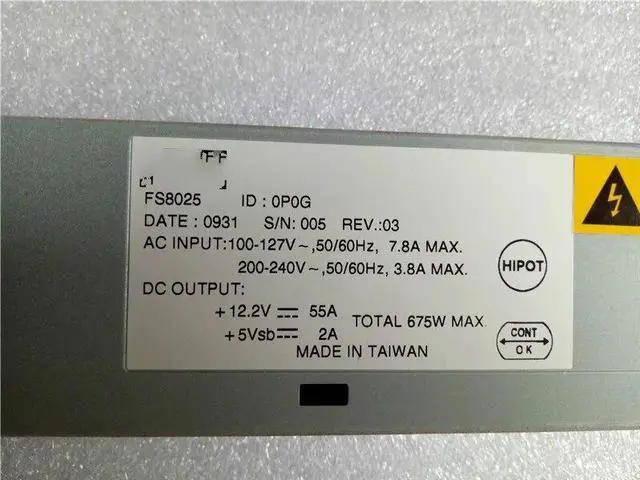 FS8025 ID : 0P0G
DATE : 0931 S/N: 005 REV.:03
AC INPUT:100-127V~,50/60Hz, 7.8A MAX.
200-240V~,50/60Hz, 3.8A MAX.
HIPOT
DC OUTPUT:
+12.2V 55A
TOTAL 675W MAX
+5Vsb 2A
CONT
OK
MADE IN TAIWAN